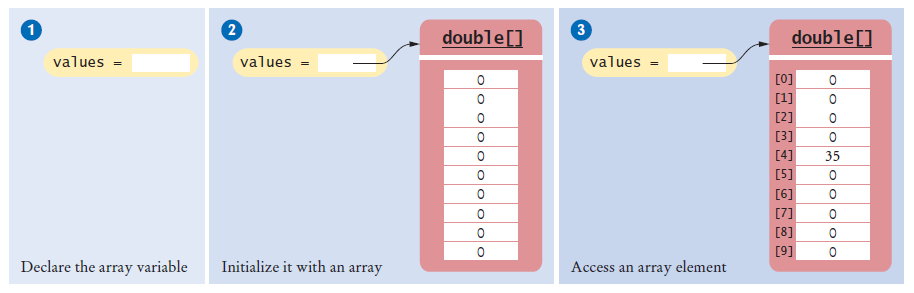 1
values =
Declare the array variable
2
values =
double[]
0
0
0
0
0
0
0
0
0
0
Initialize it with an array
3
values =
double[]
[0] 0
[1] 0
[2] 0
[3] 0
[4] 35
[5] 0
[6] 0
[7] 0
[8] 0
[9] 0
Access an array element